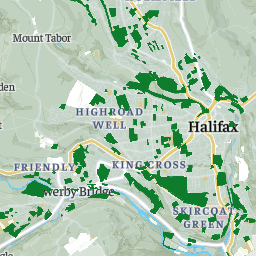 Mount Tabor
HIGHROAD
WELL
Halifax
FRIENDLY
KING CROSS
werby Bridge
SKIRCOAT
GREEN